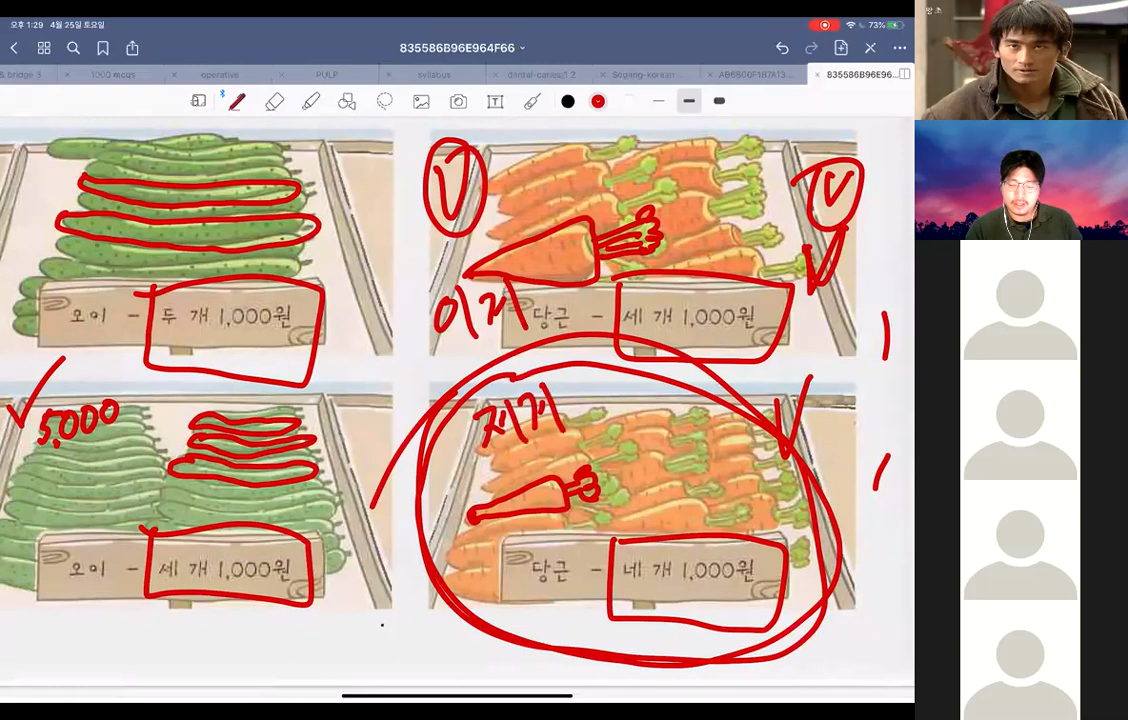 오후 1:29 4월 25일 토요일
73%
835586B96E964F66
& bridge 3
1000 mcqs
operative
PULP
syllabus
dental-caries-1 2
Sogang-korean-
AB6800F187A13...
835586B96E96...
오이 - 두 개 1,000원
이거
당근 - 세 개 1,000원
5,000
저거
오이 - 세 개 1,000원
당근 - 네 개 1,000원